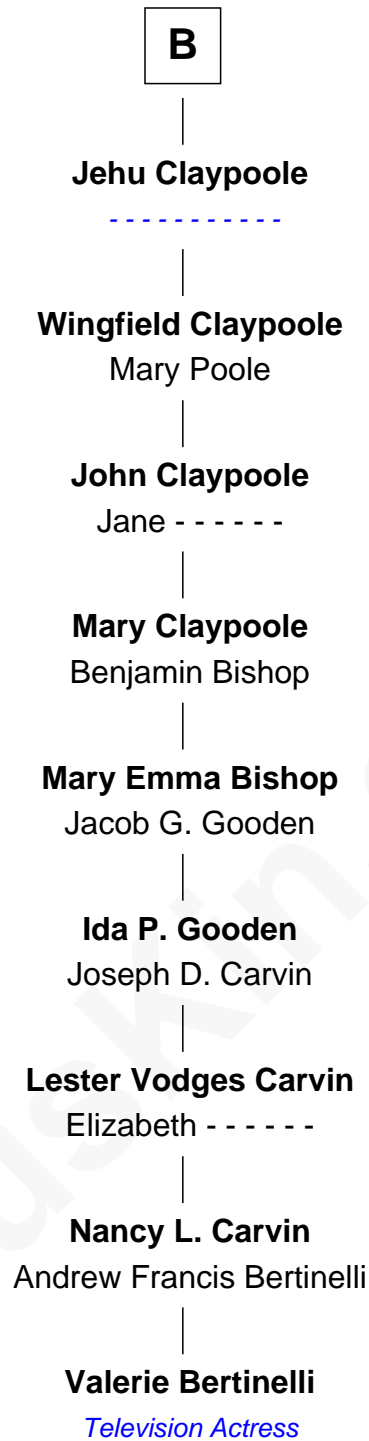 B
Jehu Claypoole
- - - - - - - - - - -
Wingfield Claypoole
Mary Poole
John Claypoole
Jane - - - - - -
Mary Claypoole
Benjamin Bishop
Mary Emma Bishop
Jacob G. Gooden
Ida P. Gooden
Joseph D. Carvin
Lester Vodges Carvin
Elizabeth - - - - - -
Nancy L. Carvin
Andrew Francis Bertinelli
Valerie Bertinelli
Television Actress